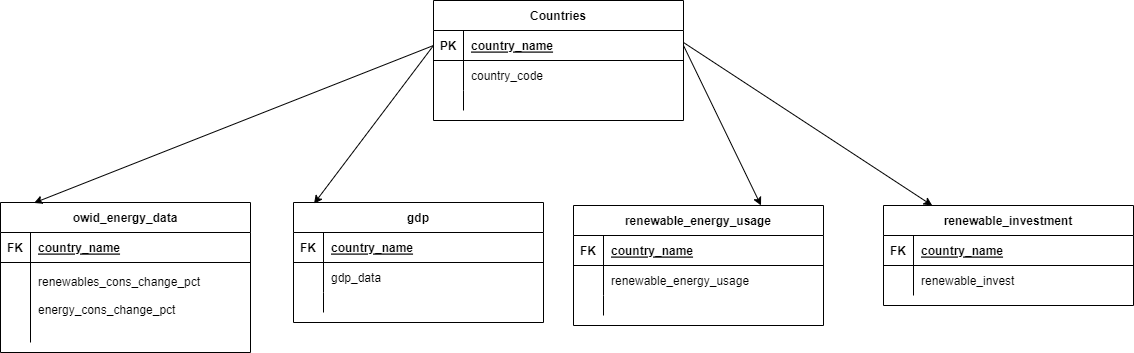 Countries
PK country_name
country_code
owid_energy_data
FK country_name
renewables_cons_change_pct
energy_cons_change_pct
gdp
FK country_name
gdp_data
renewable_energy_usage
FK country_name
renewable_energy_usage
renewable_investment
FK country_name
renewable_invest